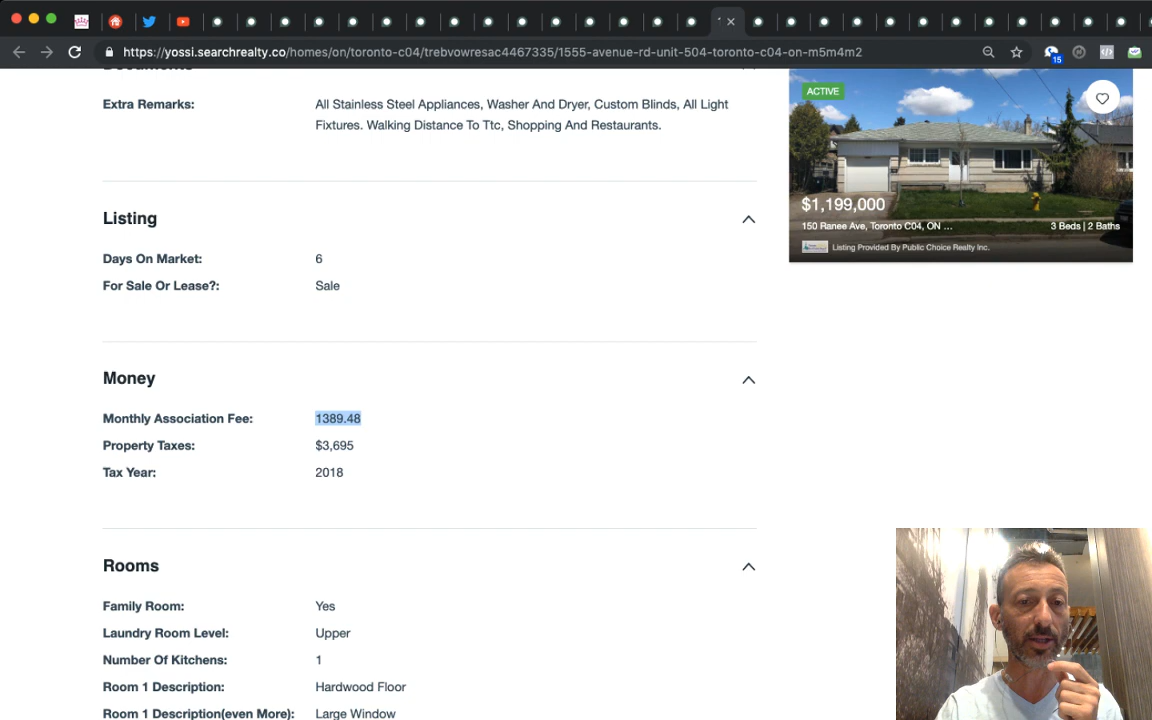 https://yossi.searchrealty.co/homes/on/toronto-c04/trebvowresac4467335/1555-avenue-rd-unit-504-toronto-c04-on-m5m4m2
15
Documents
Extra Remarks: All Stainless Steel Appliances, Washer And Dryer, Custom Blinds, All Light
Fixtures. Walking Distance To Ttc, Shopping And Restaurants.
Listing
Days On Market: 6
For Sale Or Lease?: Sale
Money
Monthly Association Fee: 1389.48
Property Taxes: $3,695
Tax Year: 2018
Rooms
Family Room: Yes
Laundry Room Level: Upper
Number Of Kitchens: 1
Room 1 Description: Hardwood Floor
Room 1 Description(even More): Large Window
ACTIVE
$1,199,000
150 Ranee Ave, Toronto C04, ON ... 3 Beds | 2 Baths
Listing Provided By Public Choice Realty Inc.